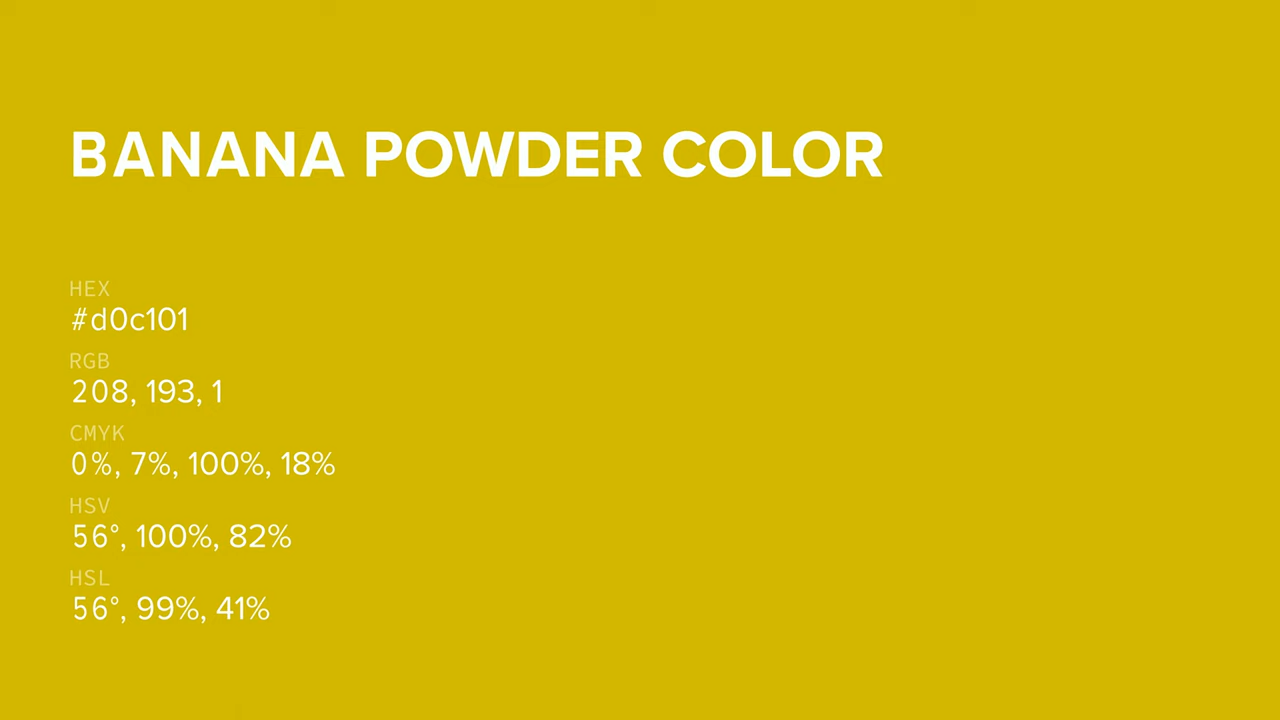 BANANA POWDER COLOR
HEX
#d0c101
RGB
208, 193, 1
CMYK
0%, 7%, 100%, 18%
HSV
56°, 100%, 82%
HSL
56°, 99%, 41%